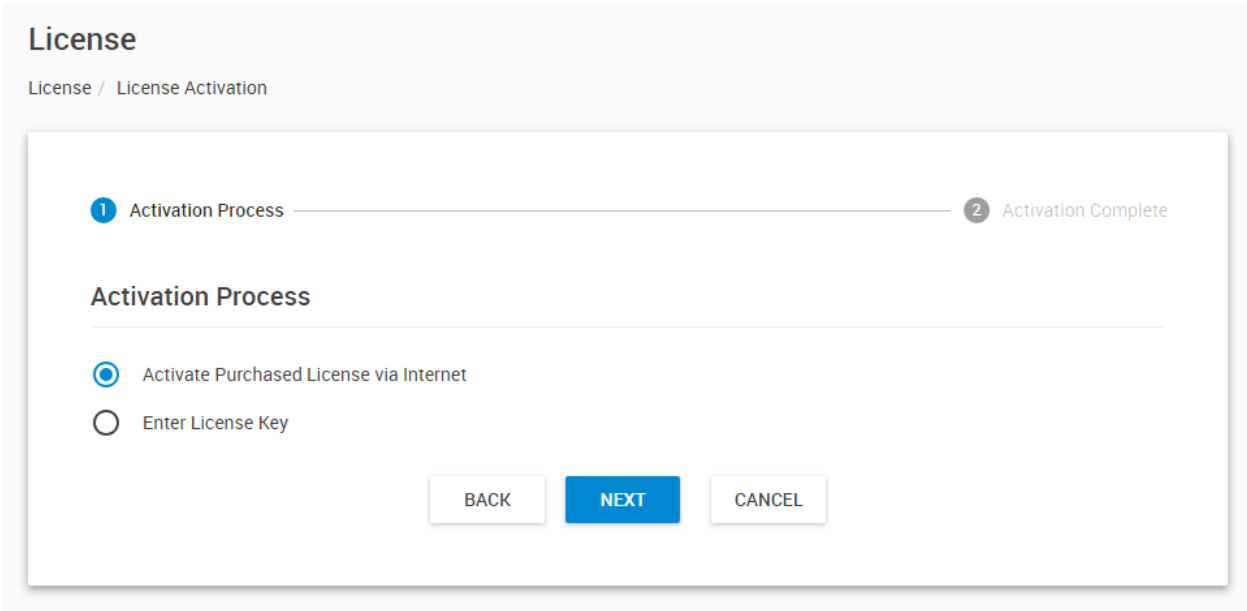 License
License / License Activation
1 Activation Process 2 Activation Complete
Activation Process
Activate Purchased License via Internet
Enter License Key
BACK NEXT CANCEL